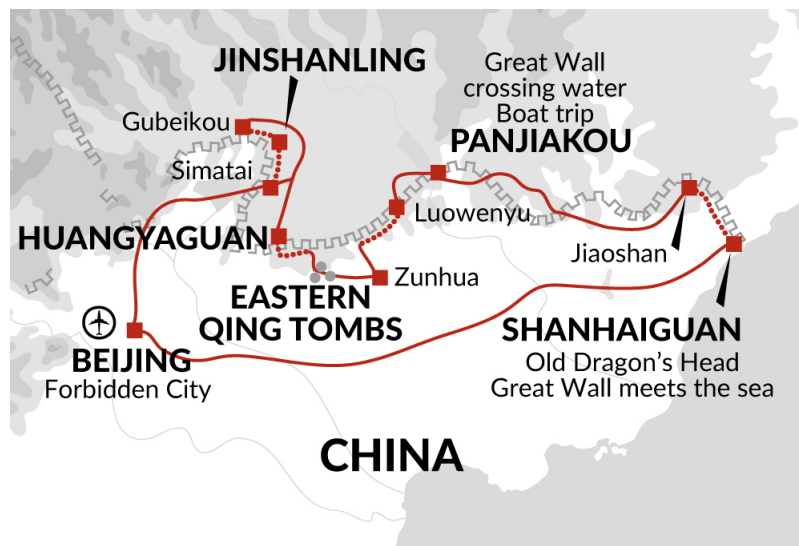 JINSHANLING
Great Wall
crossing water
Boat trip
PANJIAKOU
Gubeikou
Simatai
Luowenyu
HUANGYAGUAN
Jiaoshan
Zunhua
EASTERN
QING TOMBS
SHANHAIGUAN
Old Dragon's Head
Great Wall meets the sea
BEIJING
Forbidden City
CHINA